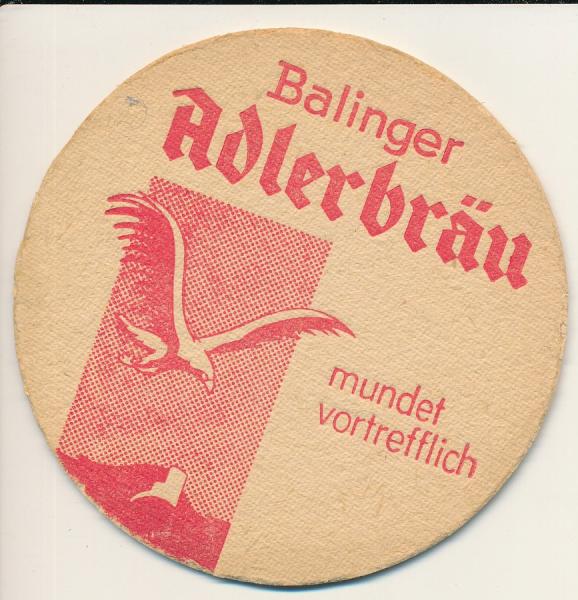 Balinger
Adlerbräu
mundet
vortrefflich